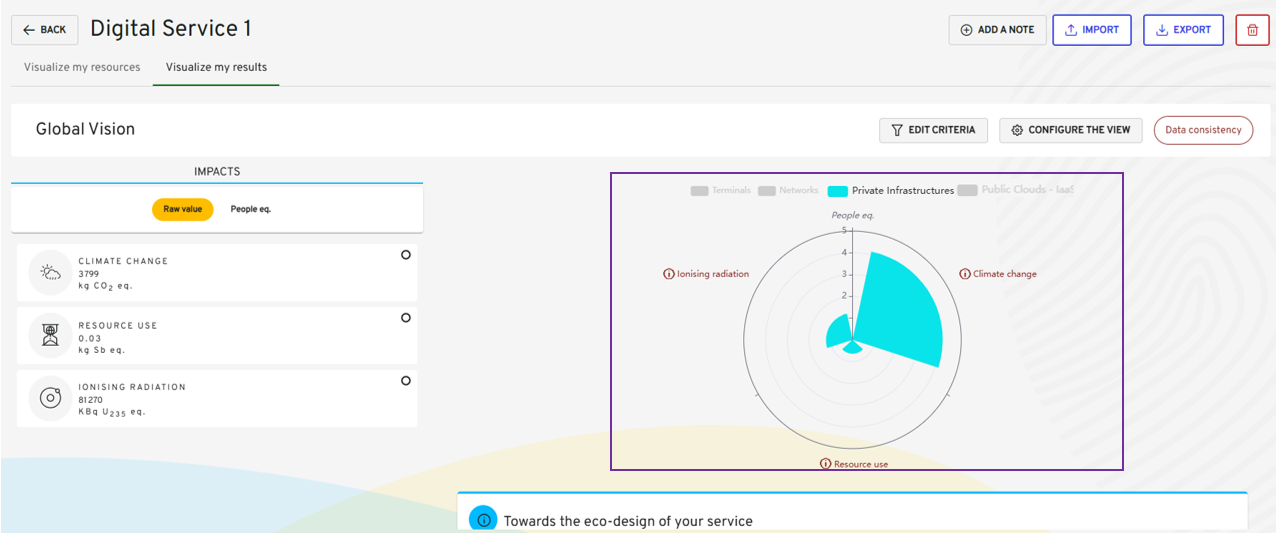 BACK
Digital Service 1
ADD A NOTE
IMPORT
EXPORT
Visualize my resources
Visualize my results
Global Vision
EDIT CRITERIA
CONFIGURE THE VIEW
Data consistency
IMPACTS
Raw value
People eq.
CLIMATE CHANGE
3799
kg CO2 eq.
RESOURCE USE
0.03
kg Sb eq.
IONISING RADIATION
81270
KBq U235 eq.
Terminals
Networks
Private Infrastructures
Public Clouds - IaaS
People eq.
5
4
3
2
Ionising radiation
Climate change
Resource use
Towards the eco-design of your service